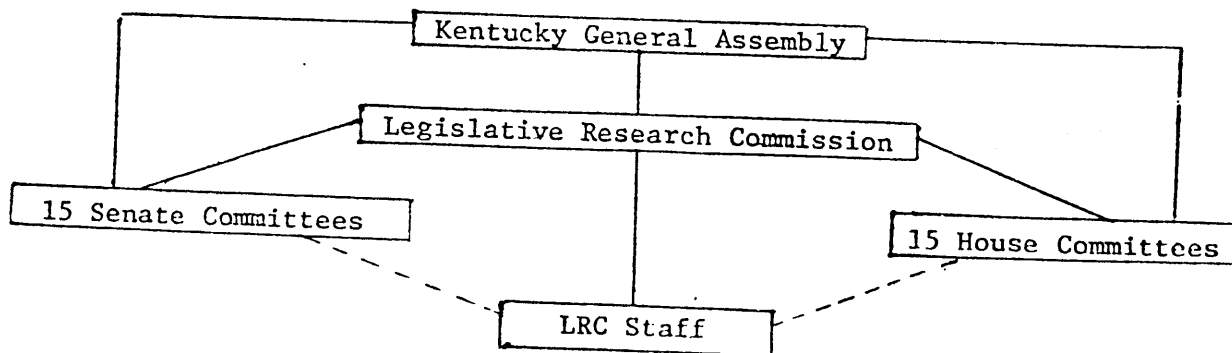 Kentucky General Assembly
Legislative Research Commission
15 Senate Committees
15 House Committees
LRC Staff